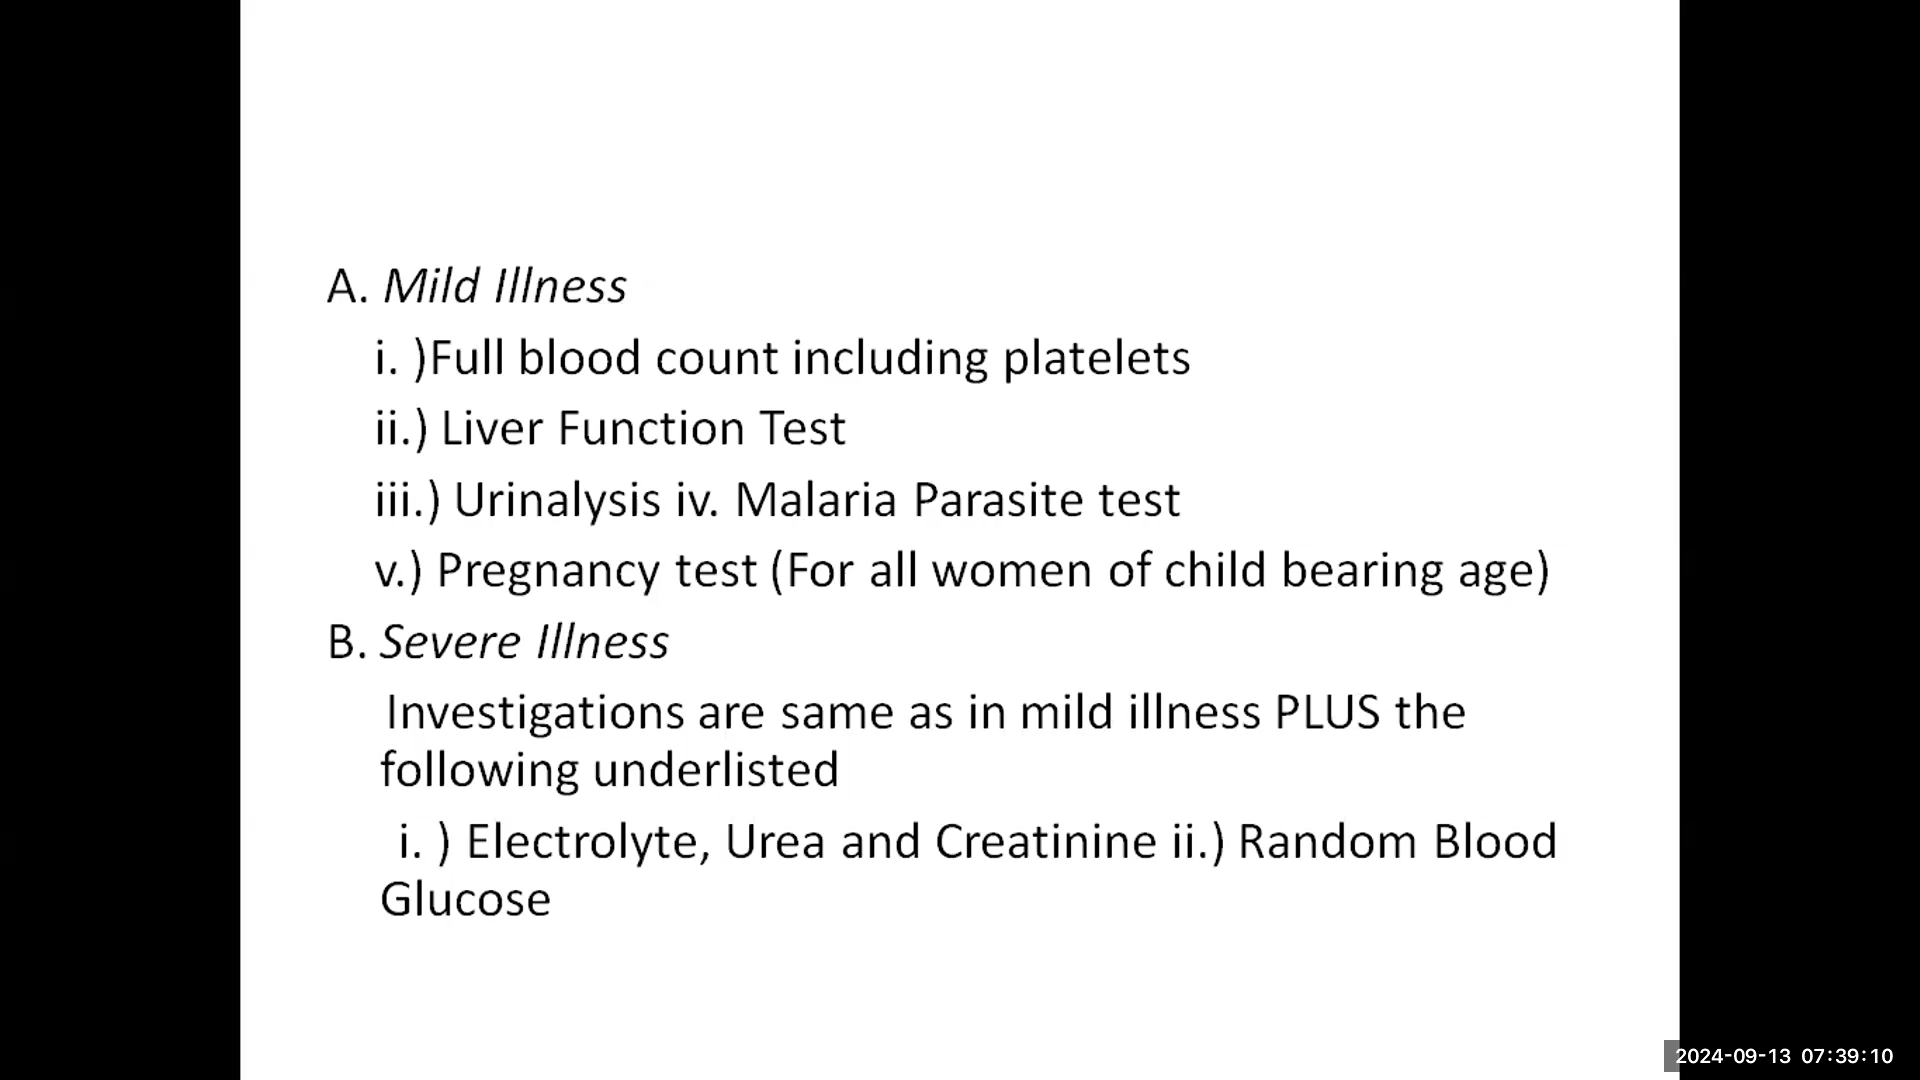 A. Mild Illness
i. )Full blood count including platelets
ii.) Liver Function Test
iii.) Urinalysis iv. Malaria Parasite test
v.) Pregnancy test (For all women of child bearing age)
B. Severe Illness
Investigations are same as in mild illness PLUS the
following underlisted
i. ) Electrolyte, Urea and Creatinine ii.) Random Blood
Glucose
2024-09-13 07:39:10